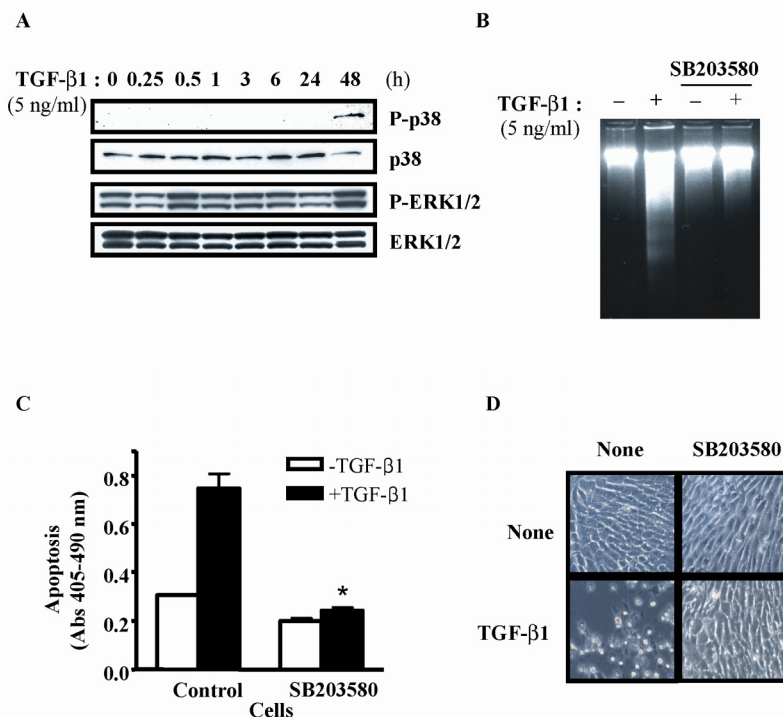 A
TGF-β1 : 0 0.25 0.5 1 3 6 24 48 (h)
(5 ng/ml)
P-p38
p38
P-ERK1/2
ERK1/2
B
SB203580
TGF-β1 : – + – +
(5 ng/ml)
C
-TGF-β1
+TGF-β1
0.8
0.6
0.4
0.2
0.0
*
Apoptosis
(Abs 405-490 nm)
Control SB203580
Cells
D
None SB203580
None
TGF-β1